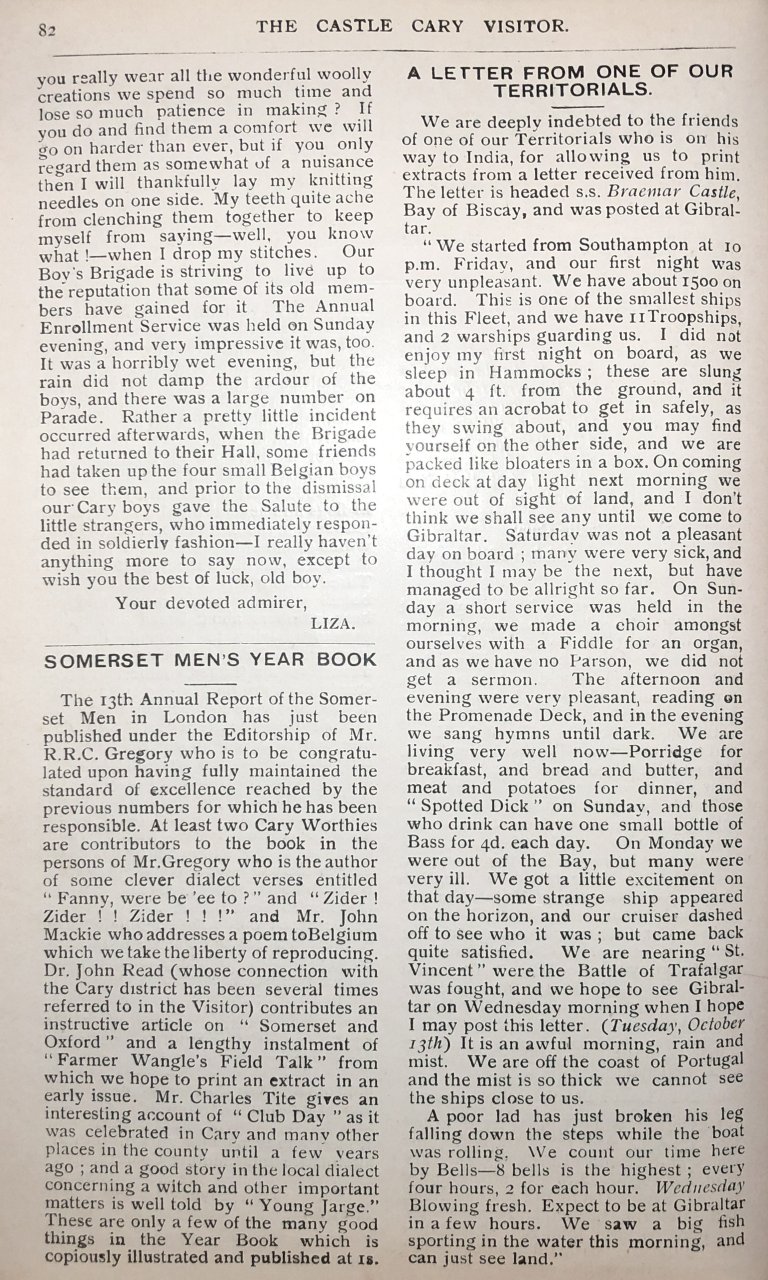 82
THE CASTLE CARY VISITOR.
you really wear all the wonderful woolly
creations we spend so much time and
lose so much patience in making ? If
you do and find them a comfort we will
go on harder than ever, but if you only
regard them as somewhat of a nuisance
then I will thankfully lay my knitting
needles on one side. My teeth quite ache
from clenching them together to keep
myself from saying—well, you know
what !—when I drop my stitches. Our
Boy's Brigade is striving to live up to
the reputation that some of its old mem-
bers have gained for it The Annual
Enrollment Service was held on Sunday
evening, and very impressive it was, too.
It was a horribly wet evening, but the
rain did not damp the ardour of the
boys, and there was a large number on
Parade. Rather a pretty little incident
occurred afterwards, when the Brigade
had returned to their Hall, some friends
had taken up the four small Belgian boys
to see them, and prior to the dismissal
our Cary boys gave the Salute to the
little strangers, who immediately respon-
ded in soldierly fashion—I really haven't
anything more to say now, except to
wish you the best of luck, old boy.
Your devoted admirer,
LIZA.
SOMERSET MEN'S YEAR BOOK
The 13th Annual Report of the Somer-
set Men in London has just been
published under the Editorship of Mr.
R.R.C. Gregory who is to be congratu-
lated upon having fully maintained the
standard of excellence reached by the
previous numbers for which he has been
responsible. At least two Cary Worthies
are contributors to the book in the
persons of Mr.Gregory who is the author
of some clever dialect verses entitled
" Fanny, were be 'ee to ? " and " Zider !
Zider ! ! Zider ! ! !" and Mr. John
Mackie who addresses a poem toBelgium
which we take the liberty of reproducing.
Dr. John Read (whose connection with
the Cary district has been several times
referred to in the Visitor) contributes an
instructive article on " Somerset and
Oxford " and a lengthy instalment of
" Farmer Wangle's Field Talk " from
which we hope to print an extract in an
early issue. Mr. Charles Tite gives an
interesting account of " Club Day " as it
was celebrated in Cary and many other
places in the county until a few years
ago ; and a good story in the local dialect
concerning a witch and other important
matters is well told by " Young Jarge."
These are only a few of the many good
things in the Year Book which is
copiously illustrated and published at 1s.
A LETTER FROM ONE OF OUR
TERRITORIALS.
We are deeply indebted to the friends
of one of our Territorials who is on his
way to India, for allowing us to print
extracts from a letter received from him.
The letter is headed s.s. Braemar Castle,
Bay of Biscay, and was posted at Gibral-
tar.
" We started from Southampton at 10
p.m. Friday, and our first night was
very unpleasant. We have about 1500 on
board. This is one of the smallest ships
in this Fleet, and we have 11Troopships,
and 2 warships guarding us. I did not
enjoy my first night on board, as we
sleep in Hammocks ; these are slung
about 4 ft. from the ground, and it
requires an acrobat to get in safely, as
they swing about, and you may find
yourself on the other side, and we are
packed like bloaters in a box. On coming
on deck at day light next morning we
were out of sight of land, and I don't
think we shall see any until we come to
Gibraltar. Saturday was not a pleasant
day on board ; many were very sick, and
I thought I may be the next, but have
managed to be allright so far. On Sun-
day a short service was held in the
morning, we made a choir amongst
ourselves with a Fiddle for an organ,
and as we have no Parson, we did not
get a sermon. The afternoon and
evening were very pleasant, reading on
the Promenade Deck, and in the evening
we sang hymns until dark. We are
living very well now—Porridge for
breakfast, and bread and butter, and
meat and potatoes for dinner, and
" Spotted Dick " on Sunday, and those
who drink can have one small bottle of
Bass for 4d. each day. On Monday we
were out of the Bay, but many were
very ill. We got a little excitement on
that day—some strange ship appeared
on the horizon, and our cruiser dashed
off to see who it was ; but came back
quite satisfied. We are nearing " St.
Vincent " were the Battle of Trafalgar
was fought, and we hope to see Gibral-
tar on Wednesday morning when I hope
I may post this letter. (Tuesday, October
13th) It is an awful morning, rain and
mist. We are off the coast of Portugal
and the mist is so thick we cannot see
the ships close to us.
A poor lad has just broken his leg
falling down the steps while the boat
was rolling. We count our time here
by Bells—8 bells is the highest ; every
four hours, 2 for each hour. Wednesday
Blowing fresh. Expect to be at Gibraltar
in a few hours. We saw a big fish
sporting in the water this morning, and
can just see land."